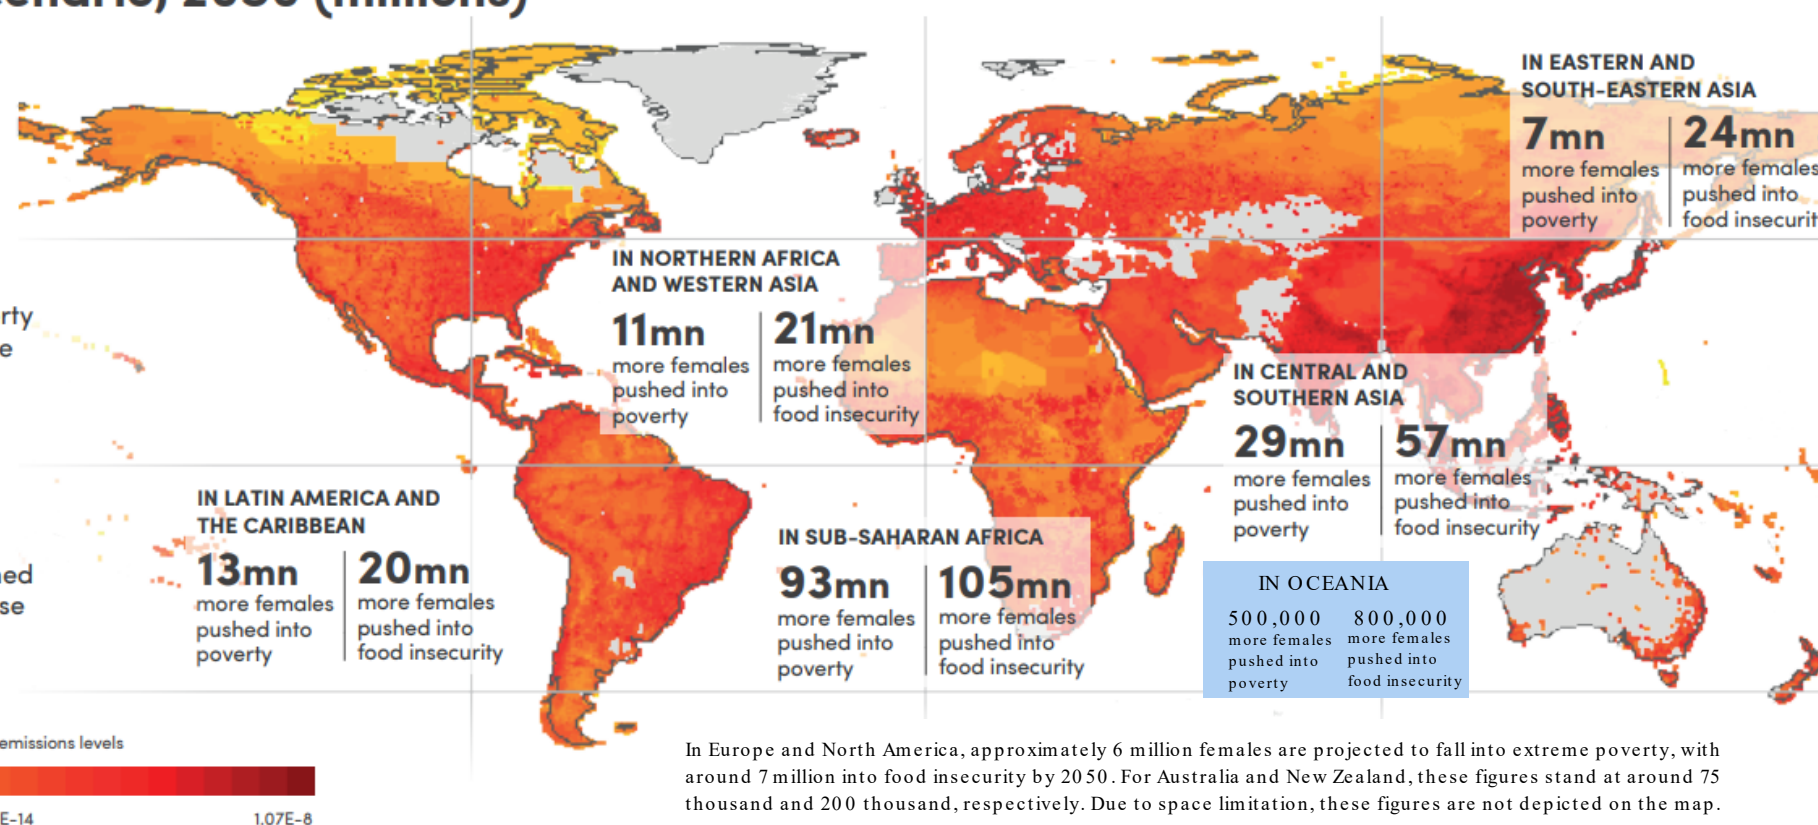 2050 (millions)
IN EASTERN AND
SOUTH-EASTERN ASIA
7mn
more females
pushed into
poverty
24mn
more females
pushed into
food insecurit
IN NORTHERN AFRICA
AND WESTERN ASIA
11mn
more females
pushed into
poverty
21mn
more females
pushed into
food insecurity
rty
e
IN CENTRAL AND
SOUTHERN ASIA
29mn
more females
pushed into
poverty
57mn
more females
pushed into
food insecurity
IN LATIN AMERICA AND
THE CARIBBEAN
13mn
more females
pushed into
poverty
20mn
more females
pushed into
food insecurity
IN SUB-SAHARAN AFRICA
93mn
more females
pushed into
poverty
105mn
more females
pushed into
food insecurity
IN OCEANIA
500,000
more females
pushed into
poverty
800,000
more females
pushed into
food insecurity
ned
se
emissions levels
E-14
1.07E-8
In Europe and North America, approximately 6 million females are projected to fall into extreme poverty, with
around 7 million into food insecurity by 2050. For Australia and New Zealand, these figures stand at around 75
thousand and 200 thousand, respectively. Due to space limitation, these figures are not depicted on the map.